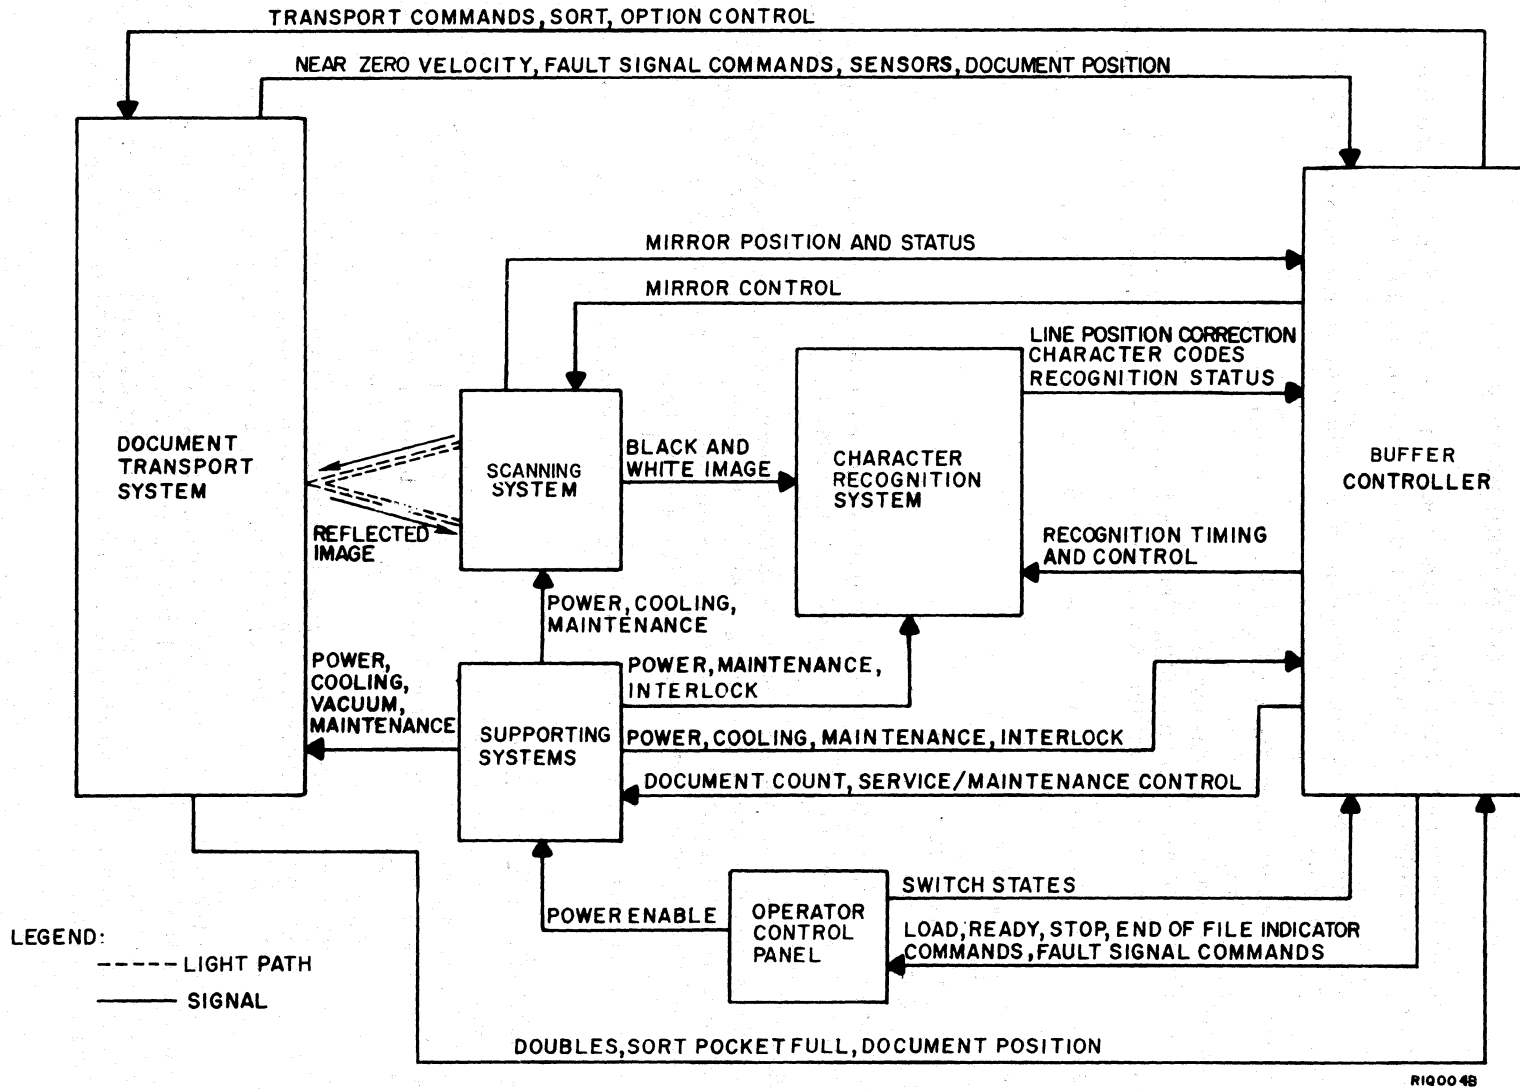 TRANSPORT COMMANDS, SORT, OPTION CONTROL
NEAR ZERO VELOCITY, FAULT SIGNAL COMMANDS, SENSORS, DOCUMENT POSITION
MIRROR POSITION AND STATUS
MIRROR CONTROL
LINE POSITION CORRECTION
CHARACTER CODES
RECOGNITION STATUS
DOCUMENT
TRANSPORT
SYSTEM
SCANNING
SYSTEM
BLACK AND
WHITE IMAGE
CHARACTER
RECOGNITION
SYSTEM
BUFFER
CONTROLLER
REFLECTED
IMAGE
RECOGNITION TIMING
AND CONTROL
POWER, COOLING,
MAINTENANCE
POWER,
COOLING,
VACUUM,
MAINTENANCE
POWER, MAINTENANCE,
INTERLOCK
SUPPORTING
SYSTEMS
POWER, COOLING, MAINTENANCE, INTERLOCK
DOCUMENT COUNT, SERVICE/MAINTENANCE CONTROL
POWER ENABLE
OPERATOR
CONTROL
PANEL
SWITCH STATES
LOAD, READY, STOP, END OF FILE INDICATOR
COMMANDS, FAULT SIGNAL COMMANDS
LEGEND:
LIGHT PATH
SIGNAL
DOUBLES, SORT POCKET FULL, DOCUMENT POSITION
RIQ004B